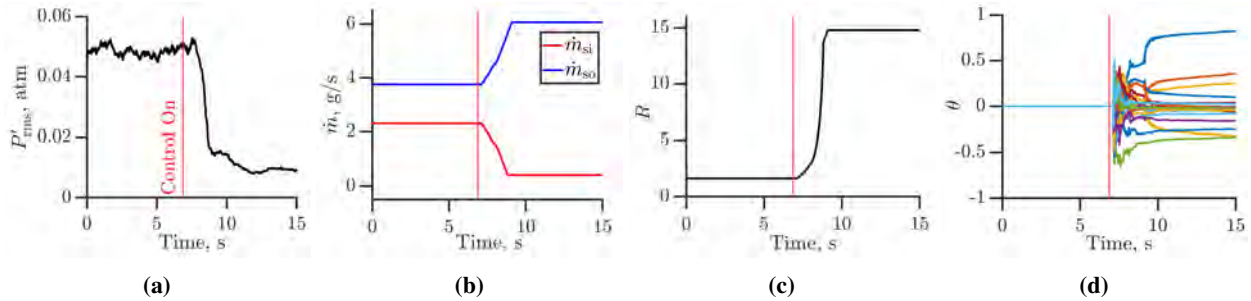 0.06
0.04
0.02
0
P′rms, atm
Control On
0 5 10 15
Time, s
(a)
6
4
2
0
ṁ, g/s
ṁsi
ṁso
0 5 10 15
Time, s
(b)
15
10
5
0
R
0 5 10 15
Time, s
(c)
1
0.5
0
-0.5
-1
θ
0 5 10 15
Time, s
(d)